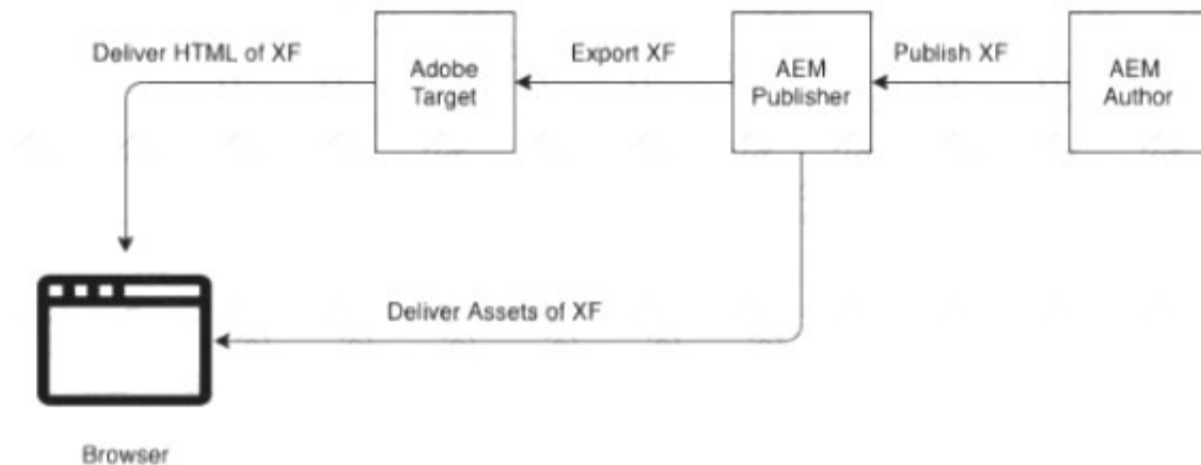 Deliver HTML of XF
Adobe
Target
Export XF
AEM
Publisher
Publish XF
AEM
Author
Deliver Assets of XF
Browser